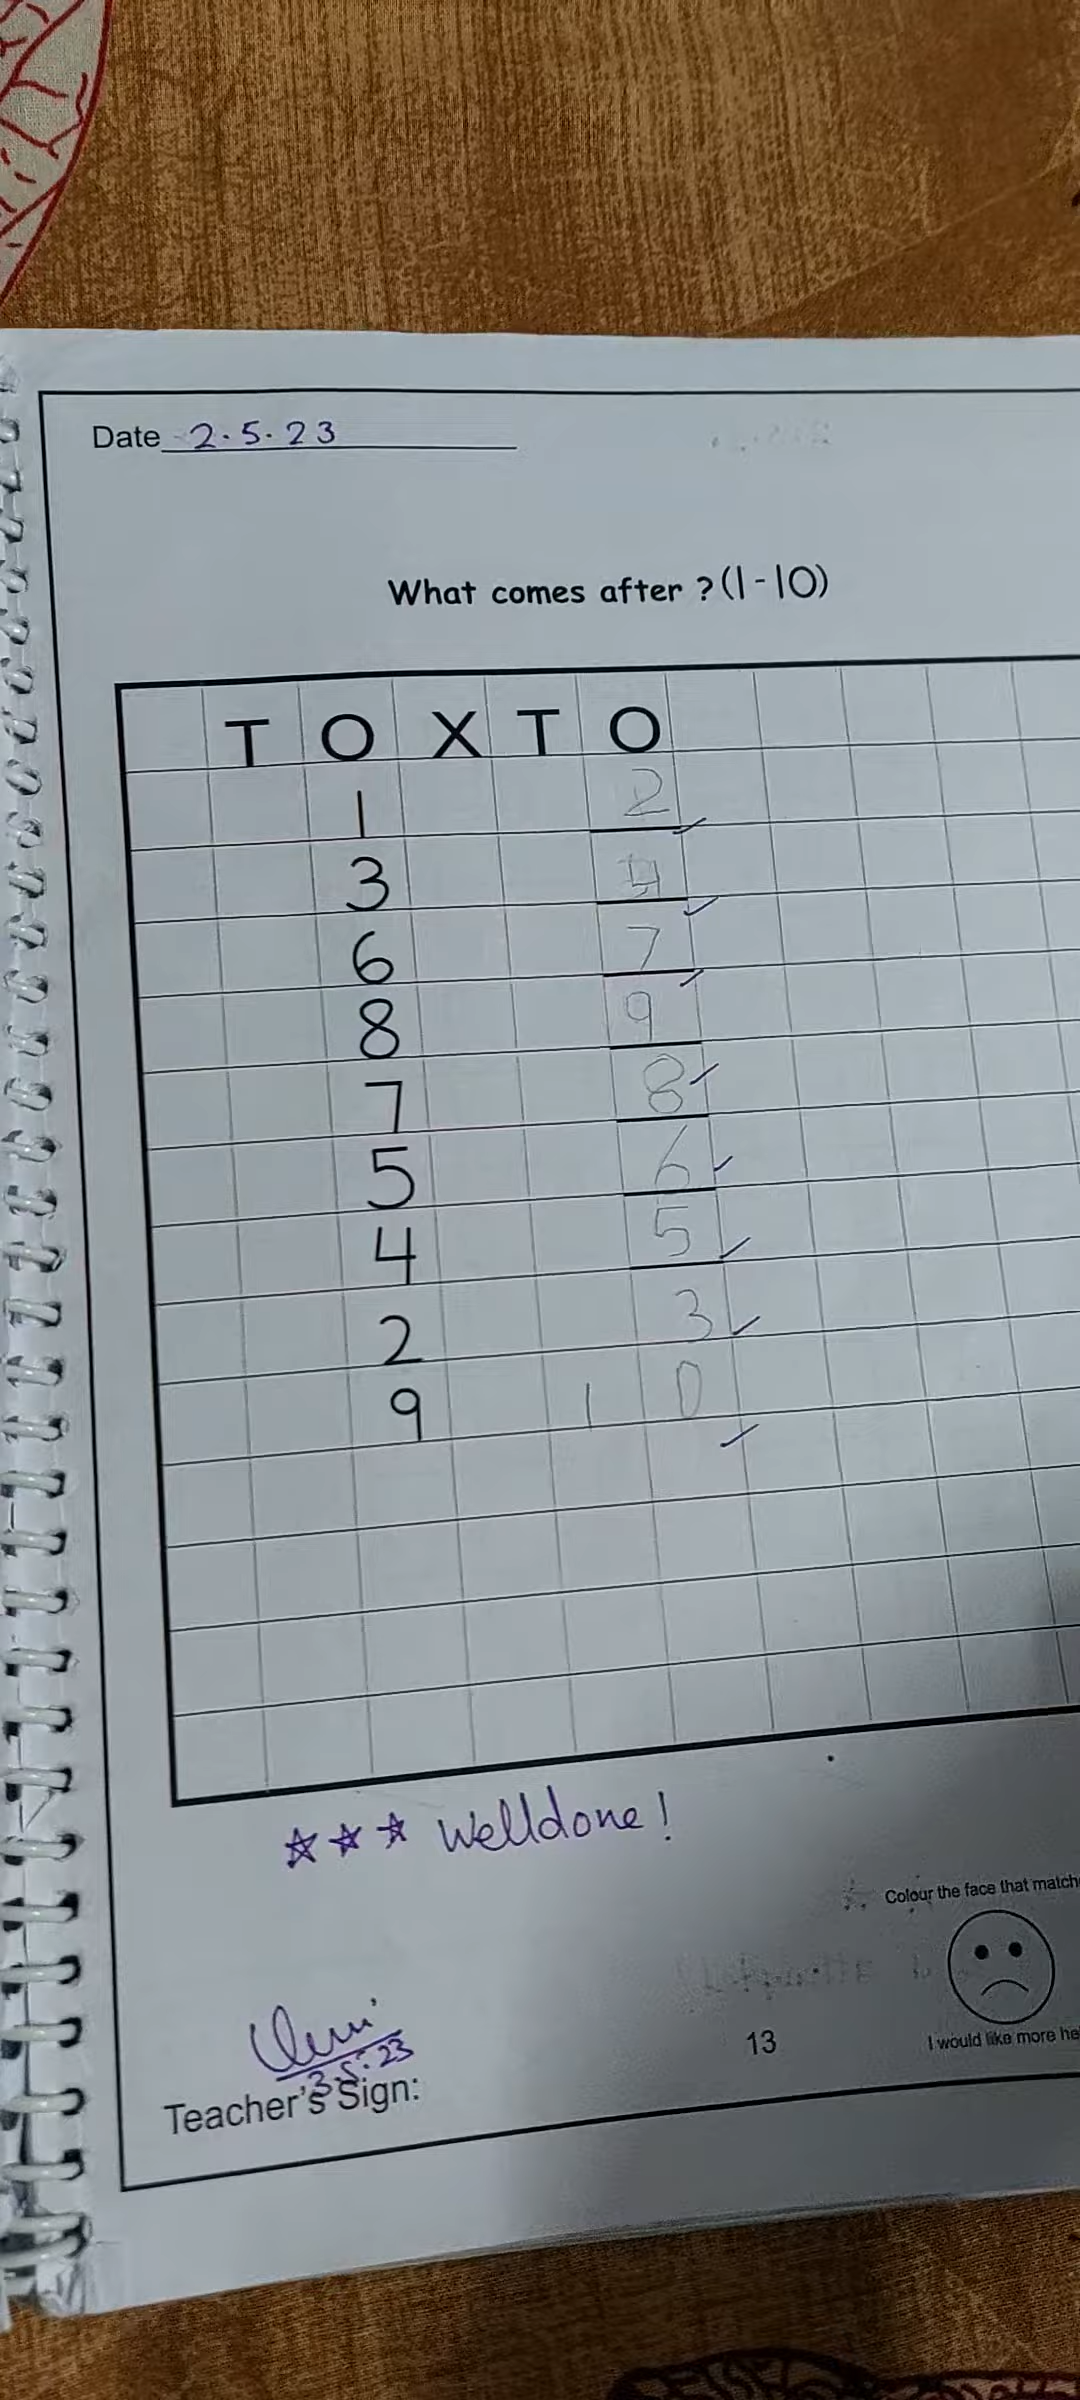 Date 2.5.23
What comes after ? (1-10)
T O X T O
1 2
3 4
6 7
8 9
7 8
5 6
4 5
2 3
9 1 0
☆ ☆ ☆ Welldone!
Colour the face that match
I would like more he
13
3.5.23
Teacher's Sign: